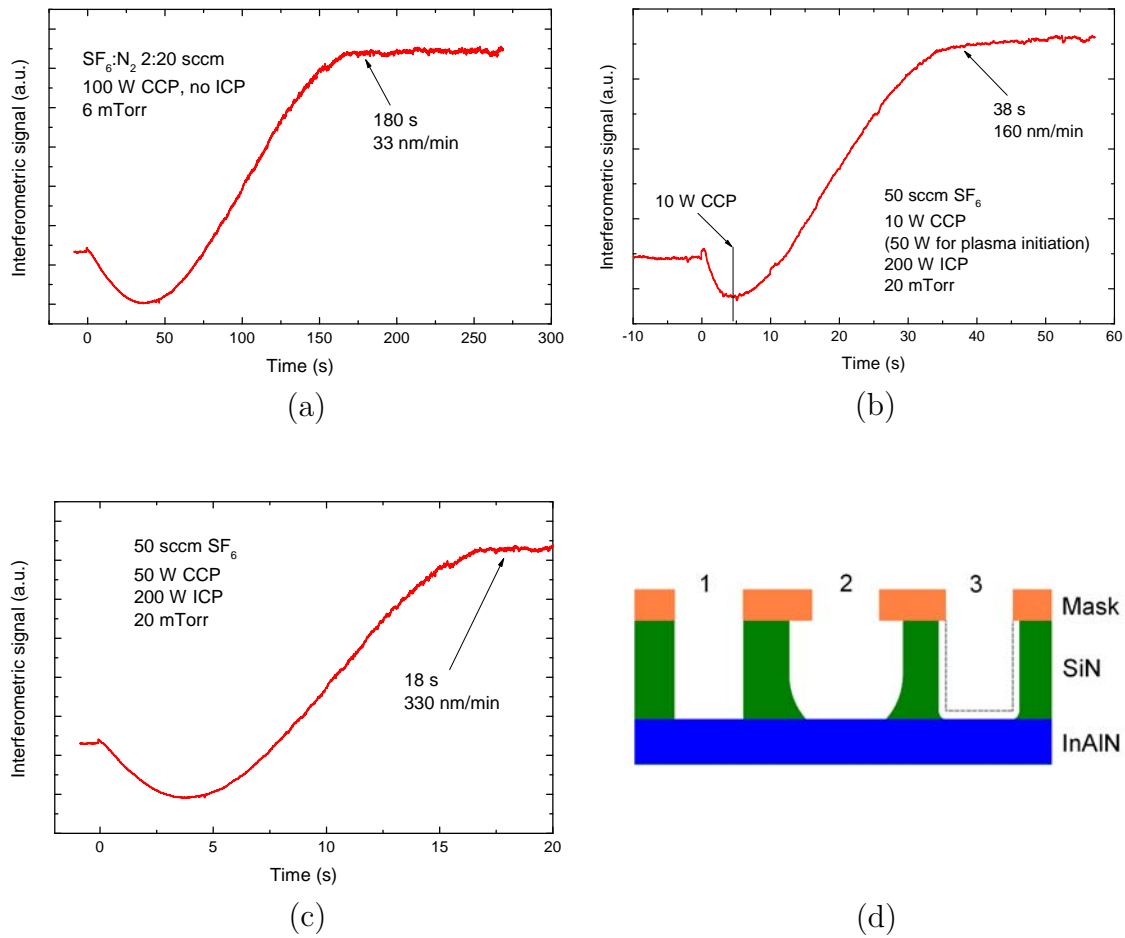 SF6:N2 2:20 sccm
100 W CCP, no ICP
6 mTorr
180 s
33 nm/min
Interferometric signal (a.u.)
0 50 100 150 200 250 300
Time (s)
(a)
38 s
160 nm/min
10 W CCP
50 sccm SF6
10 W CCP
(50 W for plasma initiation)
200 W ICP
20 mTorr
Interferometric signal (a.u.)
-10 0 10 20 30 40 50 60
Time (s)
(b)
50 sccm SF6
50 W CCP
200 W ICP
20 mTorr
18 s
330 nm/min
Interferometric signal (a.u.)
0 5 10 15 20
Time (s)
(c)
1 2 3
Mask
SiN
InAlN
(d)